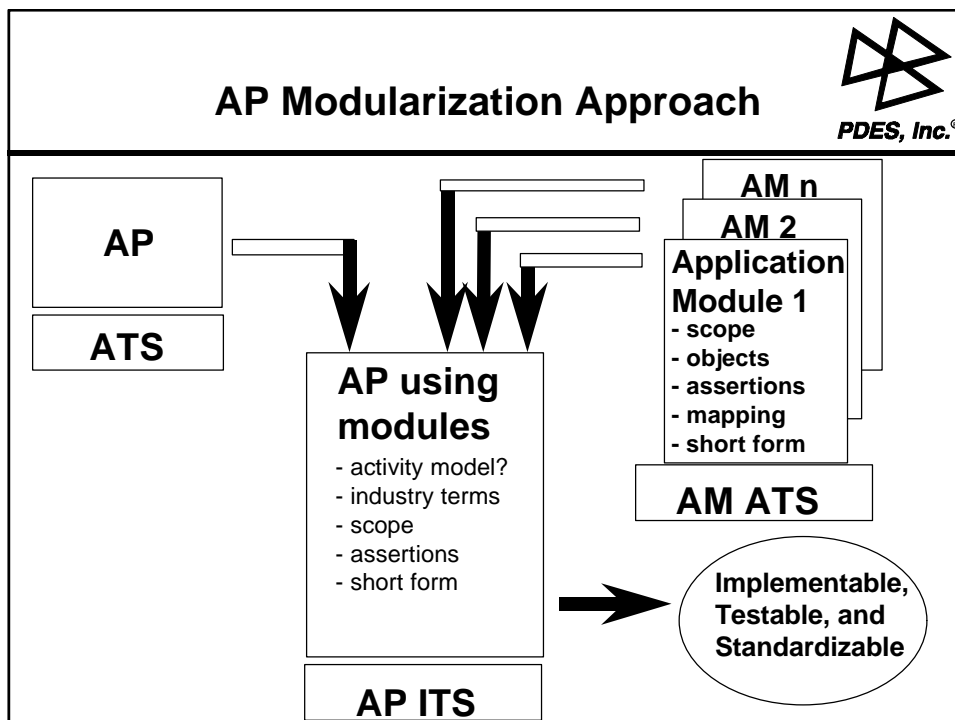 AP Modularization Approach
PDES, Inc.®
AP
ATS
AM n
AM 2
Application
Module 1
- scope
- objects
- assertions
- mapping
- short form
AM ATS
AP using
modules
- activity model?
- industry terms
- scope
- assertions
- short form
AP ITS
Implementable,
Testable, and
Standardizable